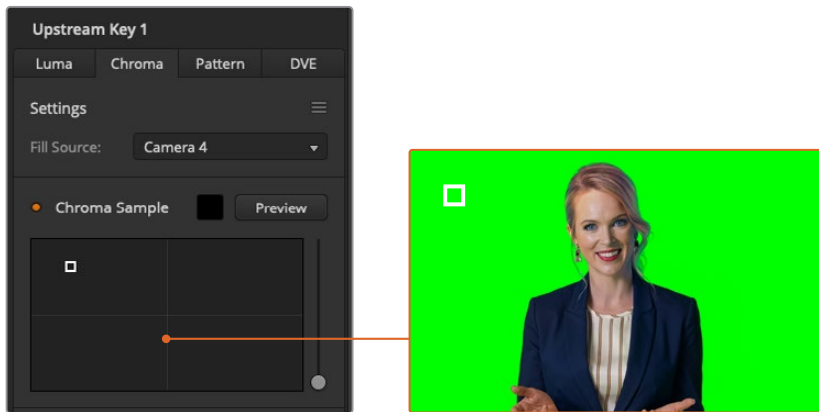 Upstream Key 1
Luma Chroma Pattern DVE
Settings
Fill Source: Camera 4
Chroma Sample Preview